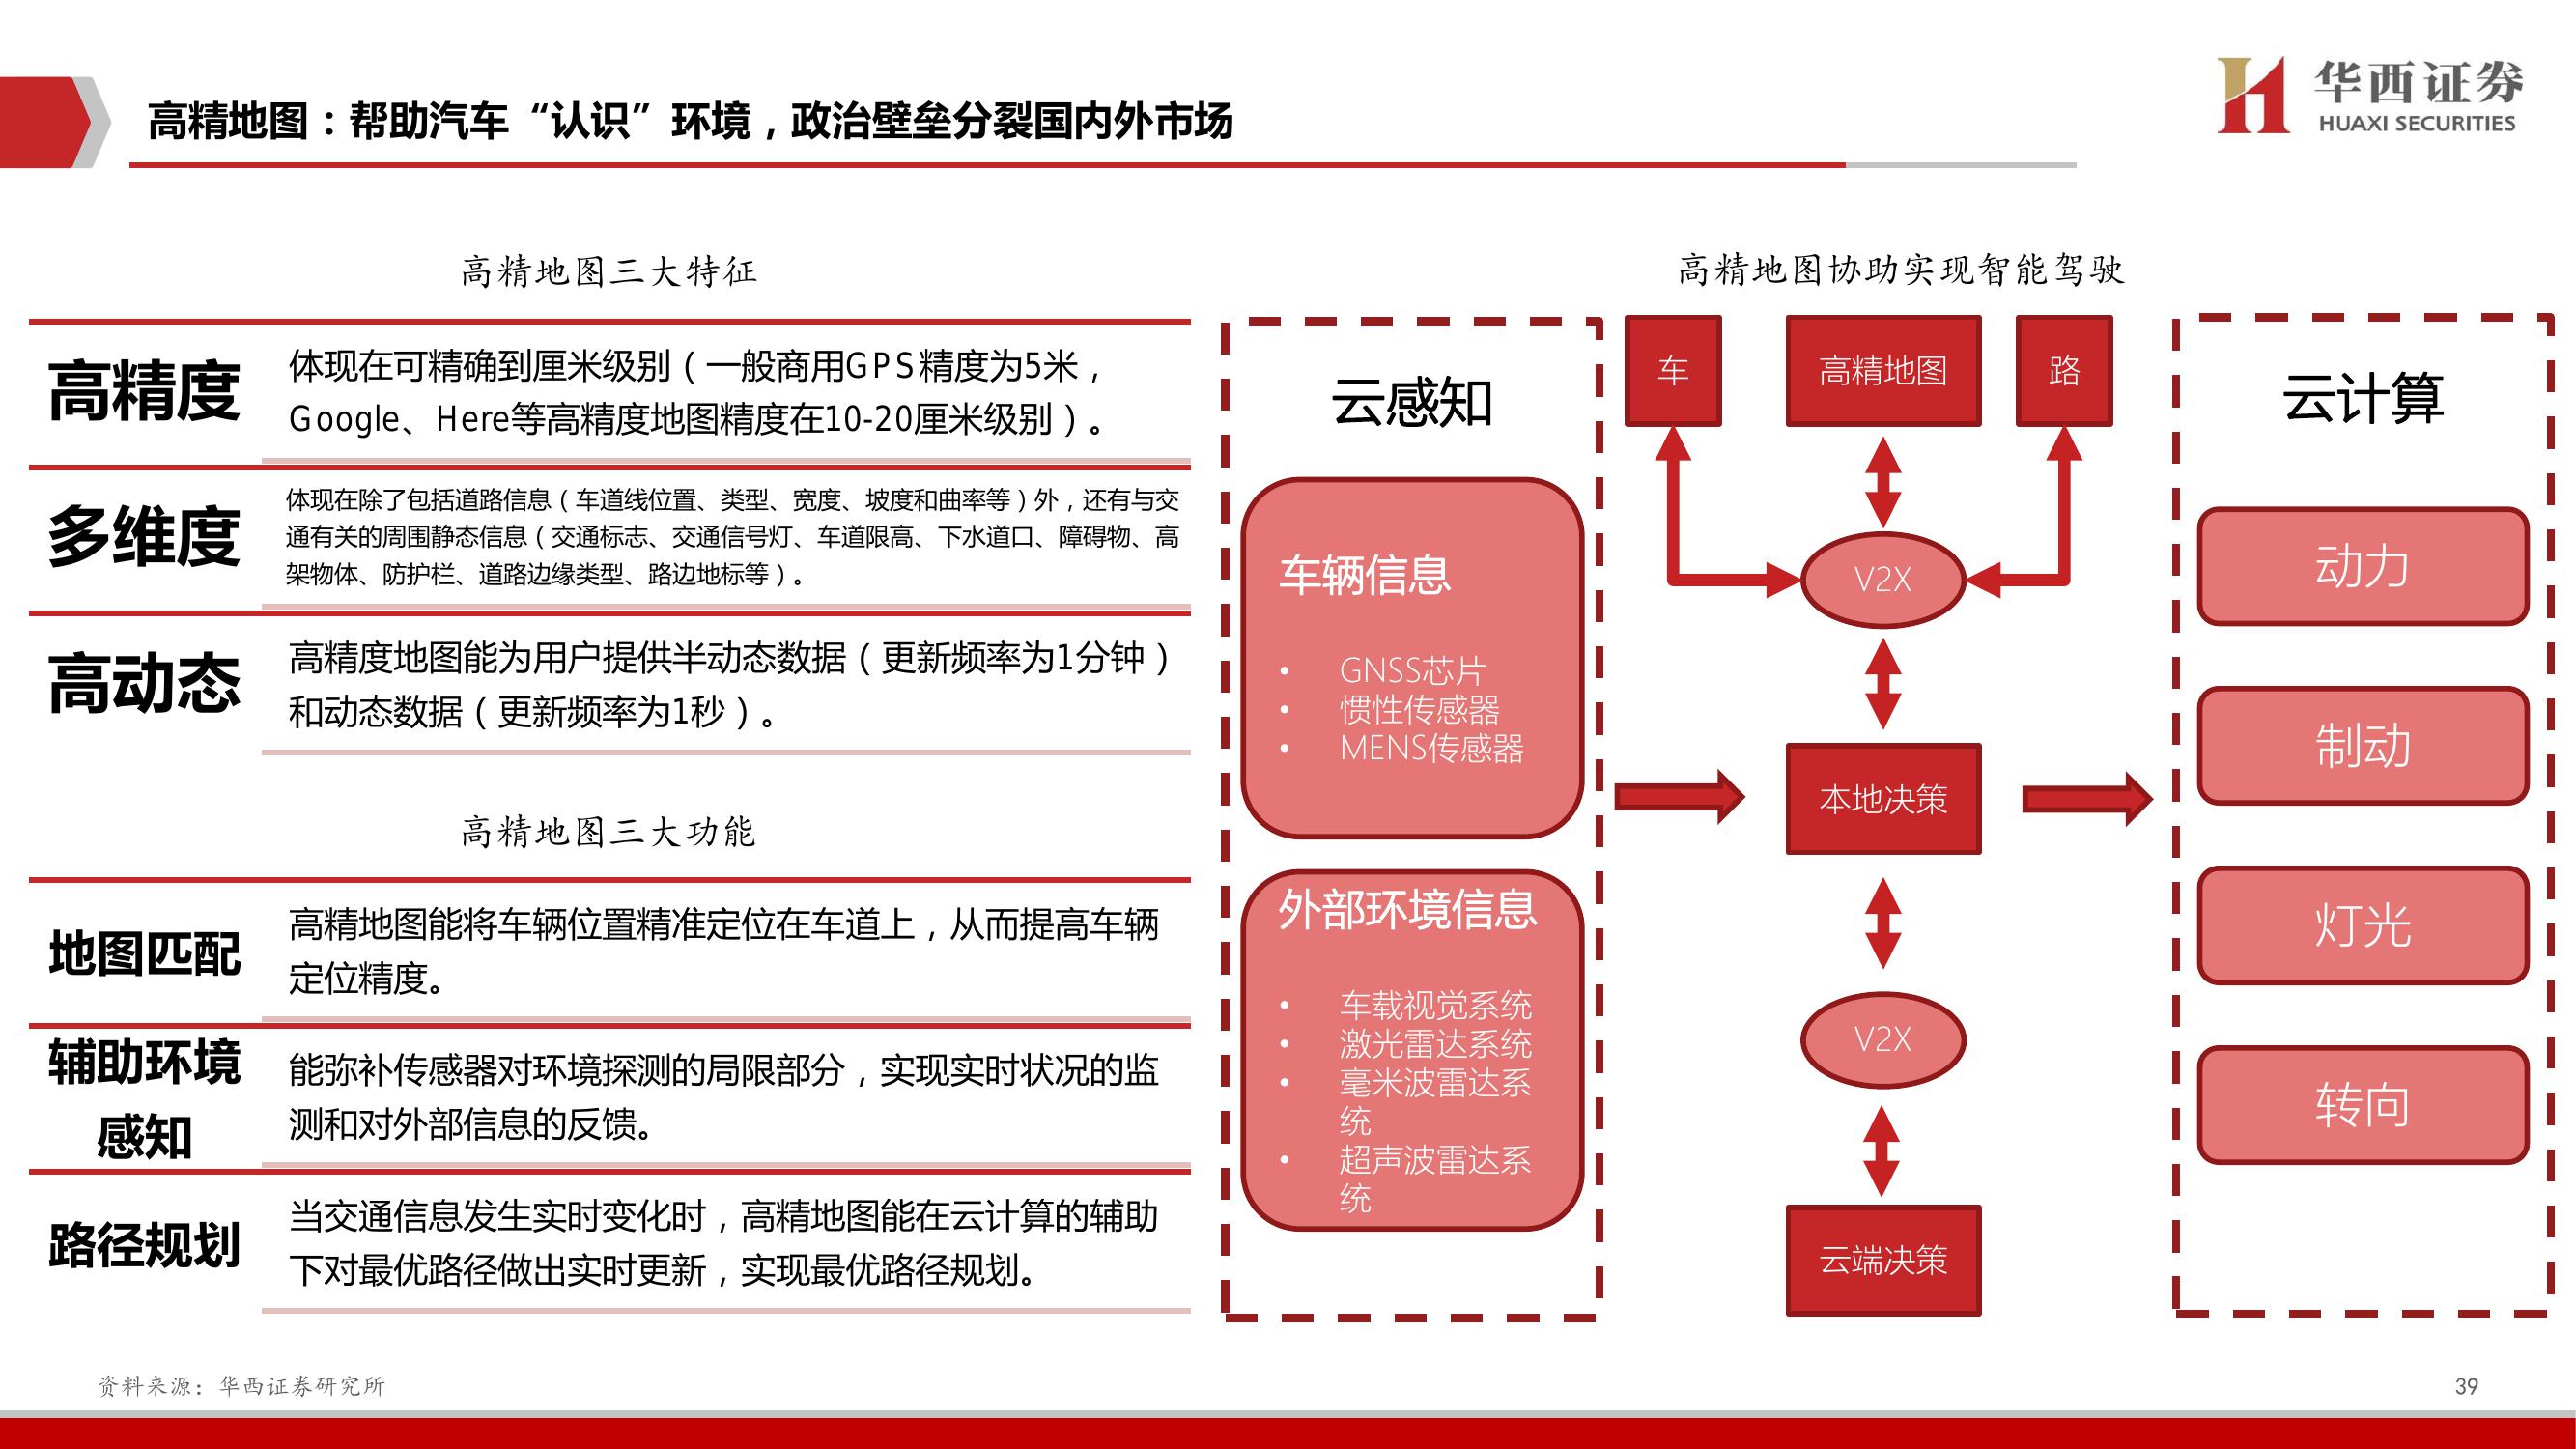 高精地图：帮助汽车“认识”环境，政治壁垒分裂国内外市场
华西证券
HUAXI SECURITIES
高精地图三大特征
高精度
体现在可精确到厘米级别（一般商用GPS精度为5米，
Google、Here等高精度地图精度在10-20厘米级别）。
多维度
体现在除了包括道路信息（车道线位置、类型、宽度、坡度和曲率等）外，还有与交
通有关的周围静态信息（交通标志、交通信号灯、车道限高、下水道口、障碍物、高
架物体、防护栏、道路边缘类型、路边地标等）。
高动态
高精度地图能为用户提供半动态数据（更新频率为1分钟）
和动态数据（更新频率为1秒）。
高精地图三大功能
地图匹配
高精地图能将车辆位置精准定位在车道上，从而提高车辆
定位精度。
辅助环境
感知
能弥补传感器对环境探测的局限部分，实现实时状况的监
测和对外部信息的反馈。
路径规划
当交通信息发生实时变化时，高精地图能在云计算的辅助
下对最优路径做出实时更新，实现最优路径规划。
高精地图协助实现智能驾驶
云感知
车辆信息
• GNSS芯片
• 惯性传感器
• MENS传感器
外部环境信息
• 车载视觉系统
• 激光雷达系统
• 毫米波雷达系
统
• 超声波雷达系
统
车
高精地图
路
V2X
本地决策
V2X
云端决策
云计算
动力
制动
灯光
转向
资料来源：华西证券研究所
39